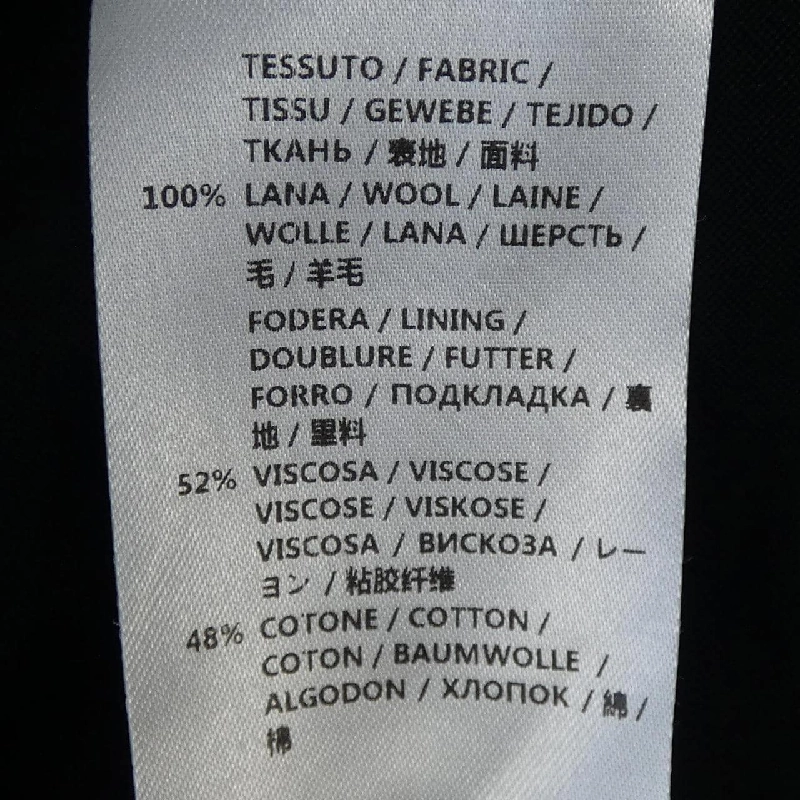 TESSUTO / FABRIC /
TISSU / GEWEBE / TEJIDO /
ТКАНЬ / 裏地 / 面料
100% LANA / WOOL / LAINE /
WOLLE / LANA / ШЕРСТЬ /
毛 / 羊毛
FODERA / LINING /
DOUBLURE / FUTTER /
FORRO / ПОДКЛАДКА / 裏
地 / 里料
52% VISCOSA / VISCOSE /
VISCOSE / VISKOSE /
VISCOSA / ВИСКОЗА / レー
ヨン / 粘胶纤维
48% COTONE / COTTON /
COTON / BAUMWOLLE /
ALGODON / ХЛОПОК / 綿 /
棉